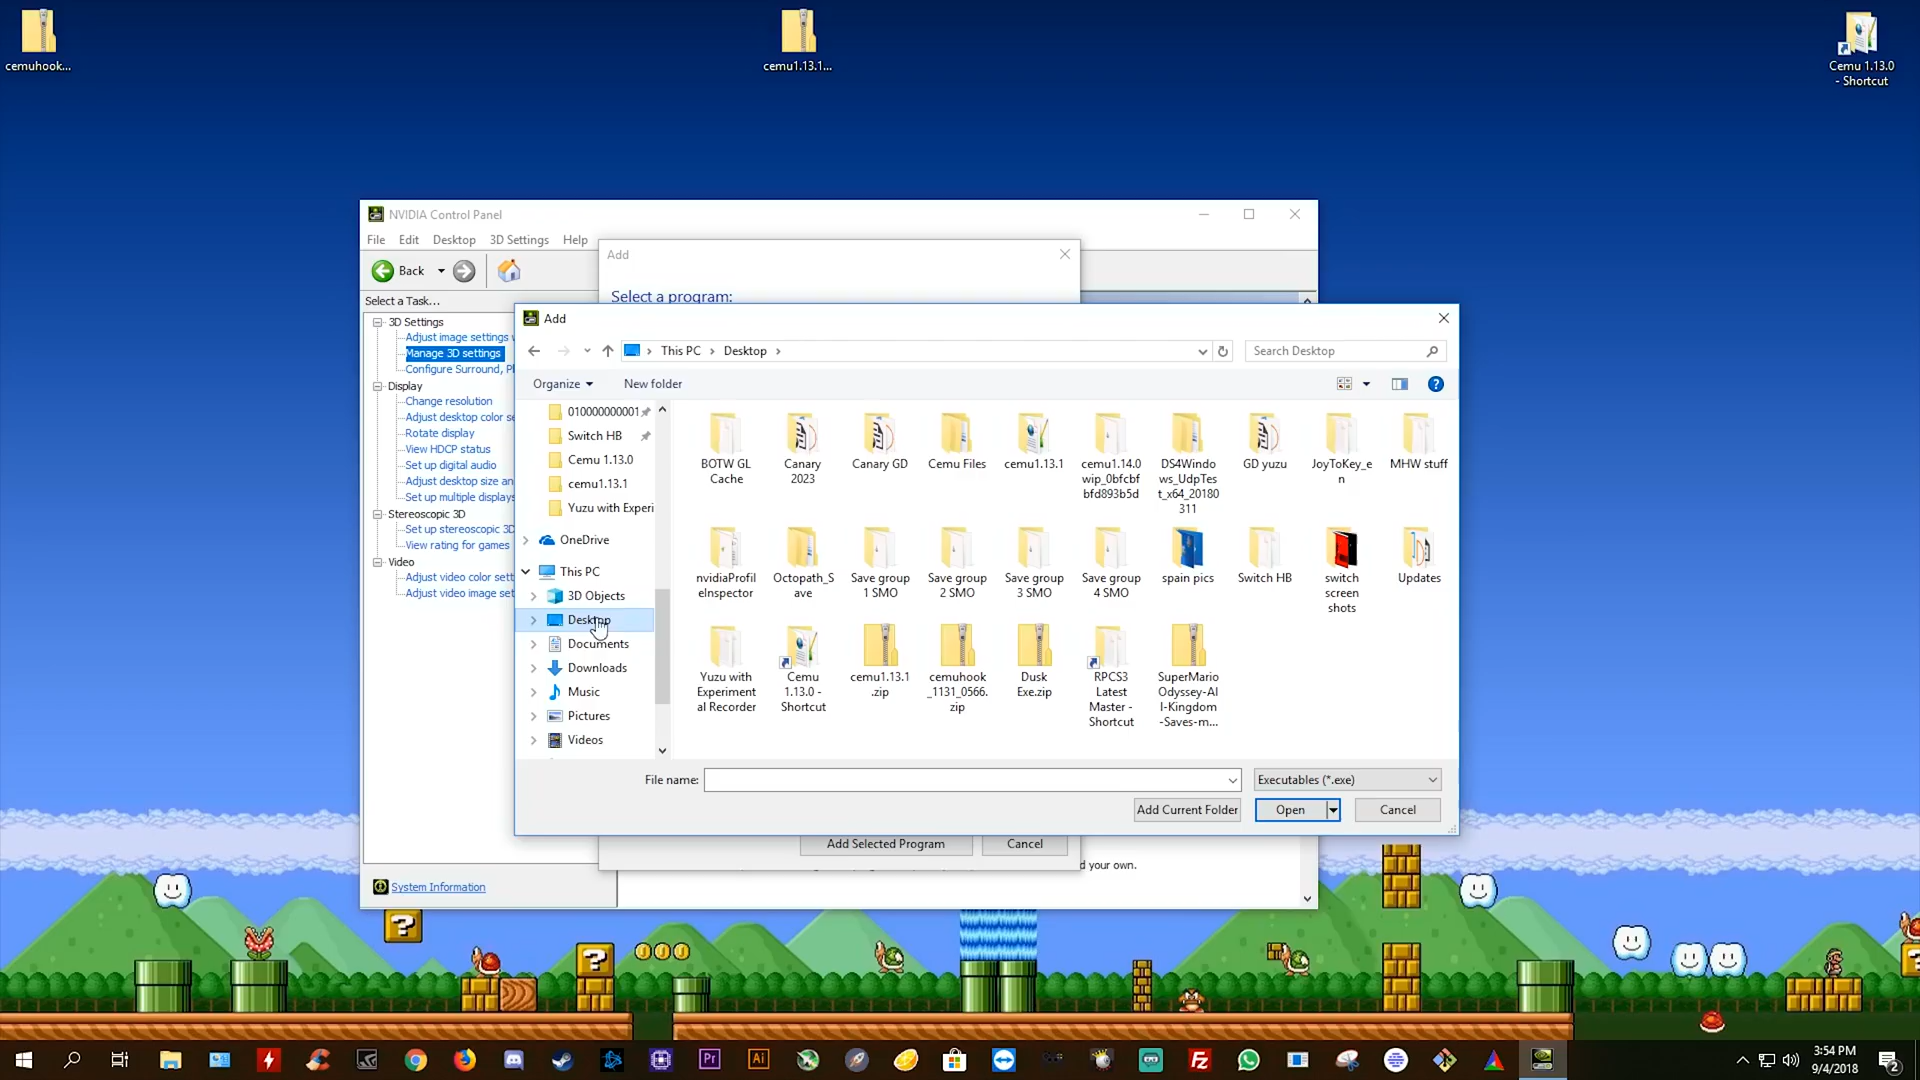 cemuhook...
cemu1.13.1...
Cemu 1.13.0
- Shortcut
NVIDIA Control Panel
File Edit Desktop 3D Settings Help
Back
Select a Task...
3D Settings
Adjust image settings
Manage 3D settings
Configure Surround,
Display
Change resolution
Adjust desktop color se
Rotate display
View HDCP status
Set up digital audio
Adjust desktop size an
Set up multiple displays
Stereoscopic 3D
Set up stereoscopic 3D
View rating for games
Video
Adjust video color sett
Adjust video image set
System Information
Add
Select a program:
Add
This PC
Desktop
Search Desktop
Organize
New folder
010000000001
Switch HB
Cemu 1.13.0
cemu1.13.1
Yuzu with Experi
OneDrive
This PC
3D Objects
Desktop
Documents
Downloads
Music
Pictures
Videos
BOTW GL
Cache
Canary
2023
Canary GD
Cemu Files
cemu1.13.1
cemu1.14.0
wip_0bfcbf
bfd893b5d
DS4Windo
ws_UdpTes
t_x64_20180
311
GD yuzu
JoyToKey_e
n
MHW stuff
nvidiaProfil
eInspector
Octopath_S
ave
Save group
1 SMO
Save group
2 SMO
Save group
3 SMO
Save group
4 SMO
spain pics
Switch HB
switch
screen
shots
Updates
Yuzu with
Experiment
al Recorder
Cemu
1.13.0 -
Shortcut
cemu1.13.1
.zip
cemuhook
_1131_0566.
zip
Dusk
Exe.zip
RPCS3
Latest
Master -
Shortcut
SuperMario
Odyssey-Al
l-Kingdom
-Saves-m...
File name:
Executables (*.exe)
Add Current Folder
Open
Cancel
Add Selected Program
Cancel
d your own.
Pr
Ai
FZ
3:54 PM
9/4/2018
2